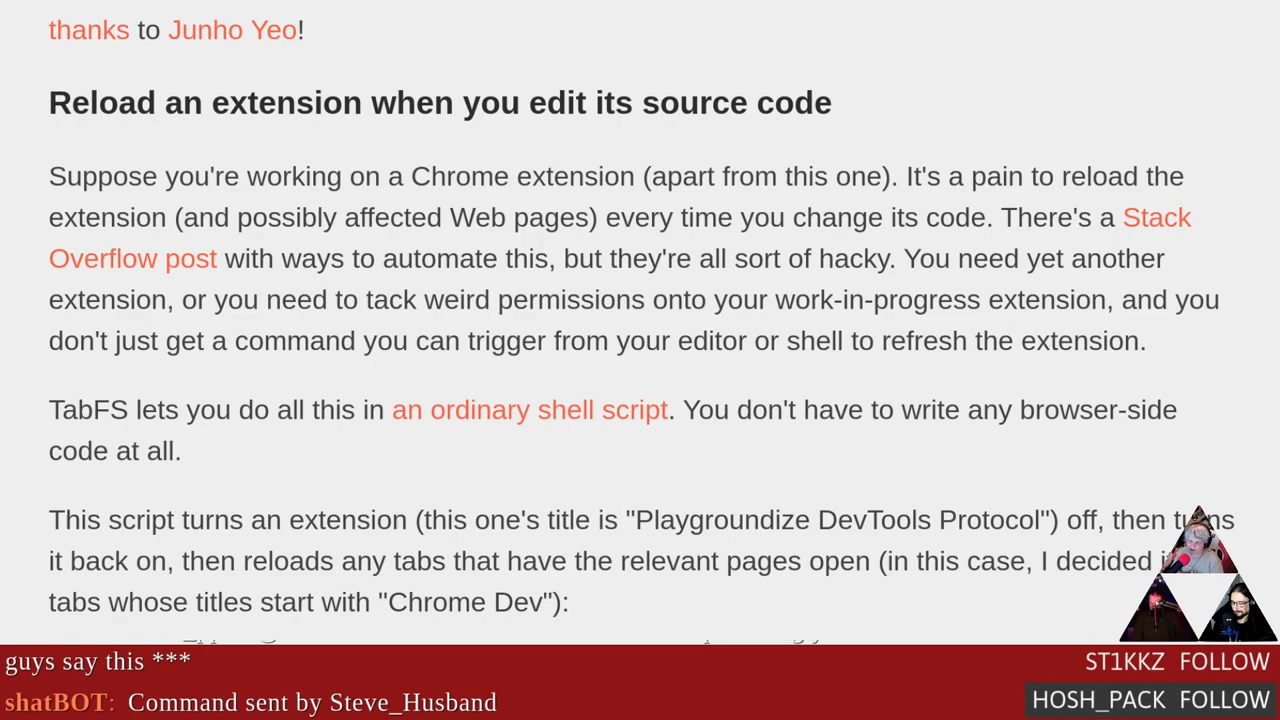 thanks to Junho Yeo!
Reload an extension when you edit its source code
Suppose you're working on a Chrome extension (apart from this one). It's a pain to reload the
extension (and possibly affected Web pages) every time you change its code. There's a Stack
Overflow post with ways to automate this, but they're all sort of hacky. You need yet another
extension, or you need to tack weird permissions onto your work-in-progress extension, and you
don't just get a command you can trigger from your editor or shell to refresh the extension.
TabFS lets you do all this in an ordinary shell script. You don't have to write any browser-side
code at all.
This script turns an extension (this one's title is "Playgroundize DevTools Protocol") off, then turns
it back on, then reloads any tabs that have the relevant pages open (in this case, I decided
tabs whose titles start with "Chrome Dev"):
guys say this ***
shatBOT: Command sent by Steve_Husband
ST1KKZ FOLLOW
HOSH_PACK FOLLOW